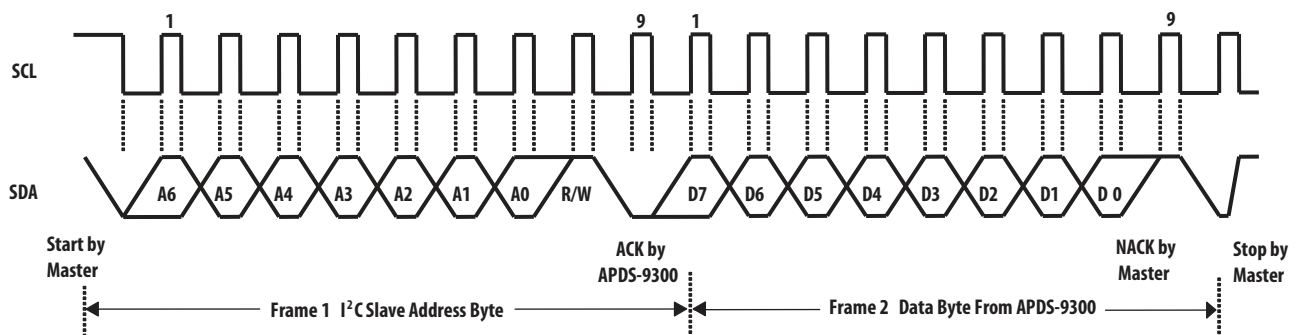 1 9 1 9
SCL
SDA A6 A5 A4 A3 A2 A1 A0 R/W D7 D6 D5 D4 D3 D2 D1 D 0
Start by
Master
ACK by
APDS-9300
NACK by
Master
Stop by
Master
Frame 1 I²C Slave Address Byte
Frame 2 Data Byte From APDS-9300